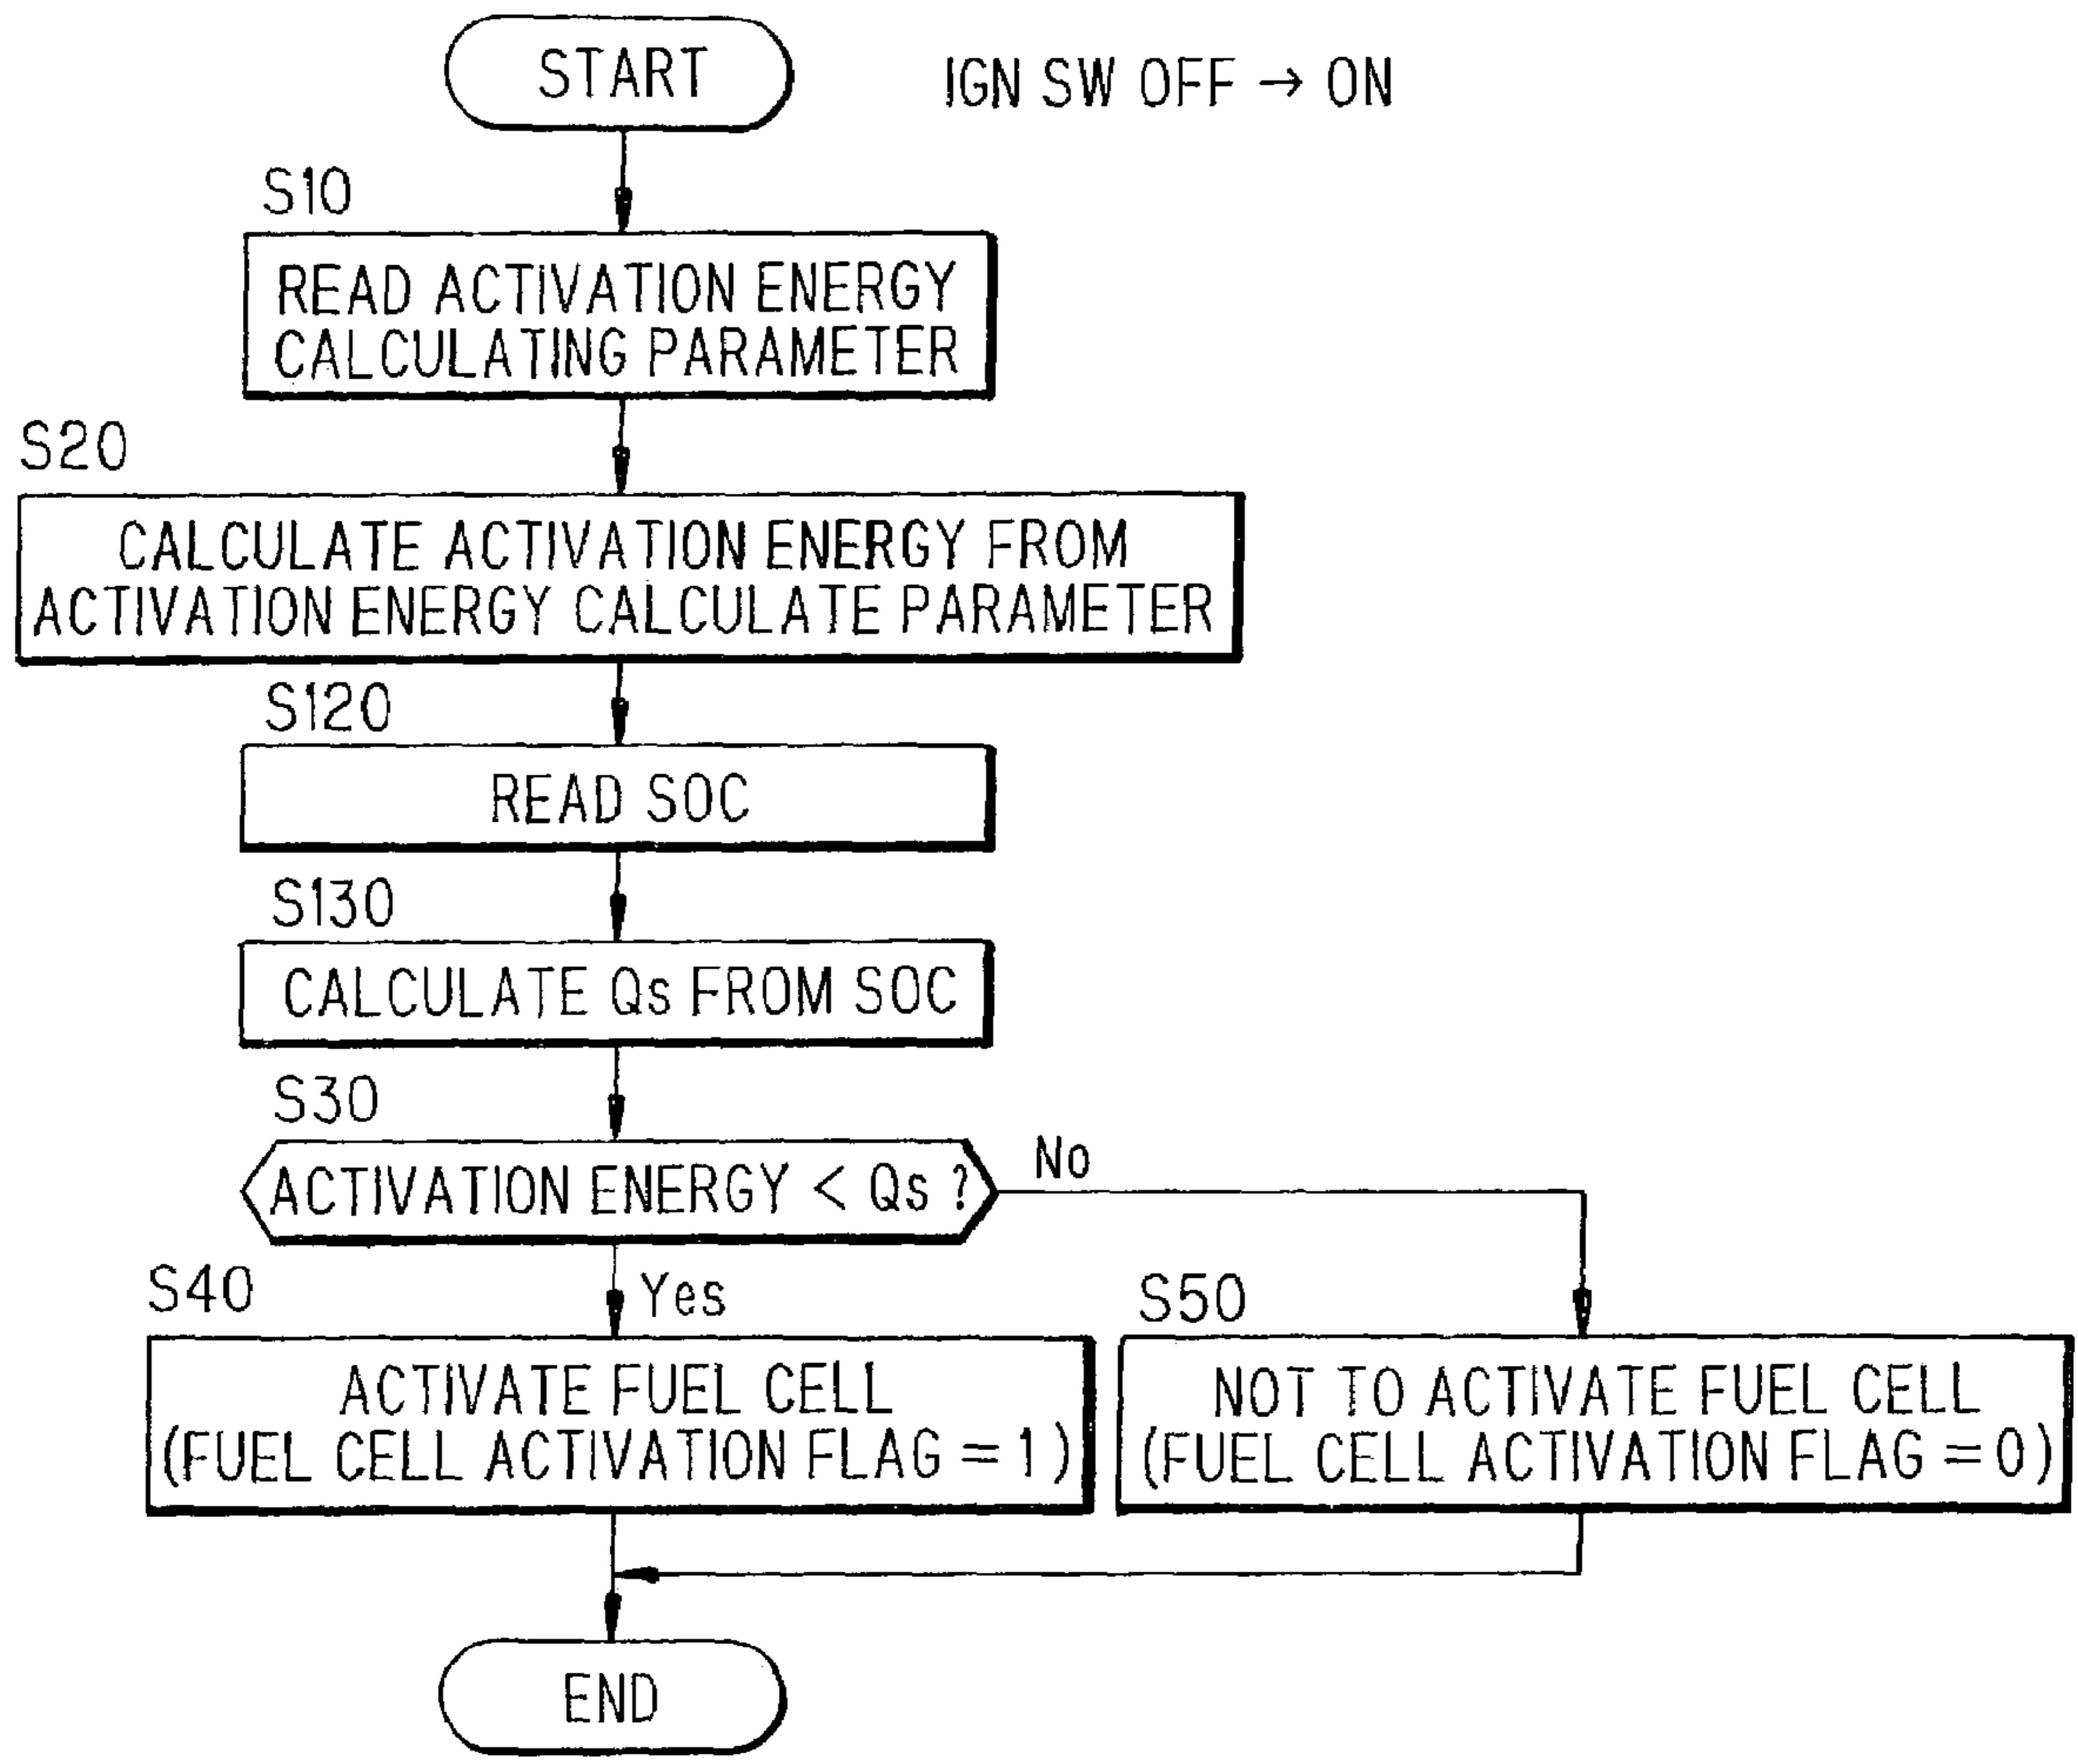 START
IGN SW OFF → ON
S10
READ ACTIVATION ENERGY
CALCULATING PARAMETER
S20
CALCULATE ACTIVATION ENERGY FROM
ACTIVATION ENERGY CALCULATE PARAMETER
S120
READ SOC
S130
CALCULATE Qs FROM SOC
S30
ACTIVATION ENERGY < Qs ?
No
Yes
S40
ACTIVATE FUEL CELL
(FUEL CELL ACTIVATION FLAG = 1)
S50
NOT TO ACTIVATE FUEL CELL
(FUEL CELL ACTIVATION FLAG = 0)
END